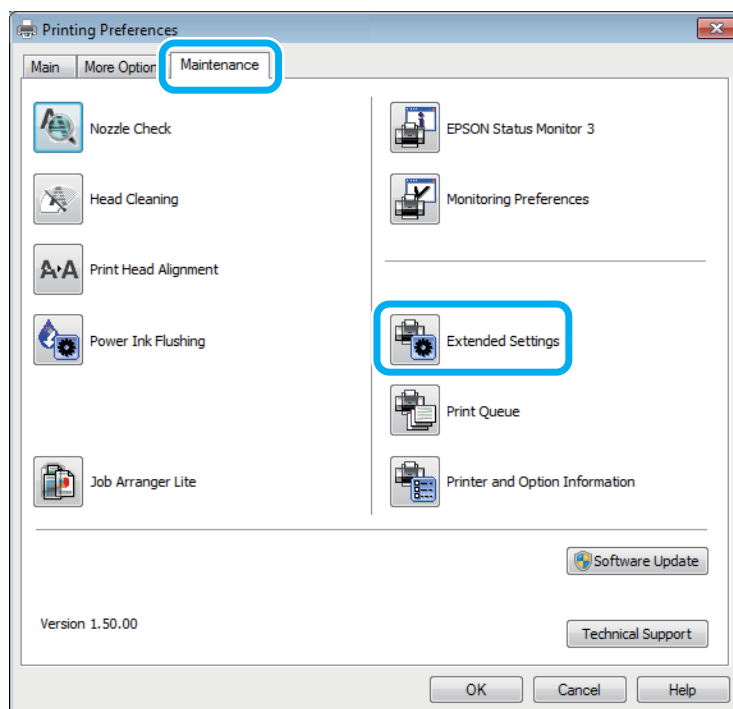 Printing Preferences
Main
More Option
Maintenance
Nozzle Check
EPSON Status Monitor 3
Head Cleaning
Monitoring Preferences
A·A
Print Head Alignment
Power Ink Flushing
Extended Settings
Print Queue
Job Arranger Lite
Printer and Option Information
Software Update
Version 1.50.00
Technical Support
OK
Cancel
Help